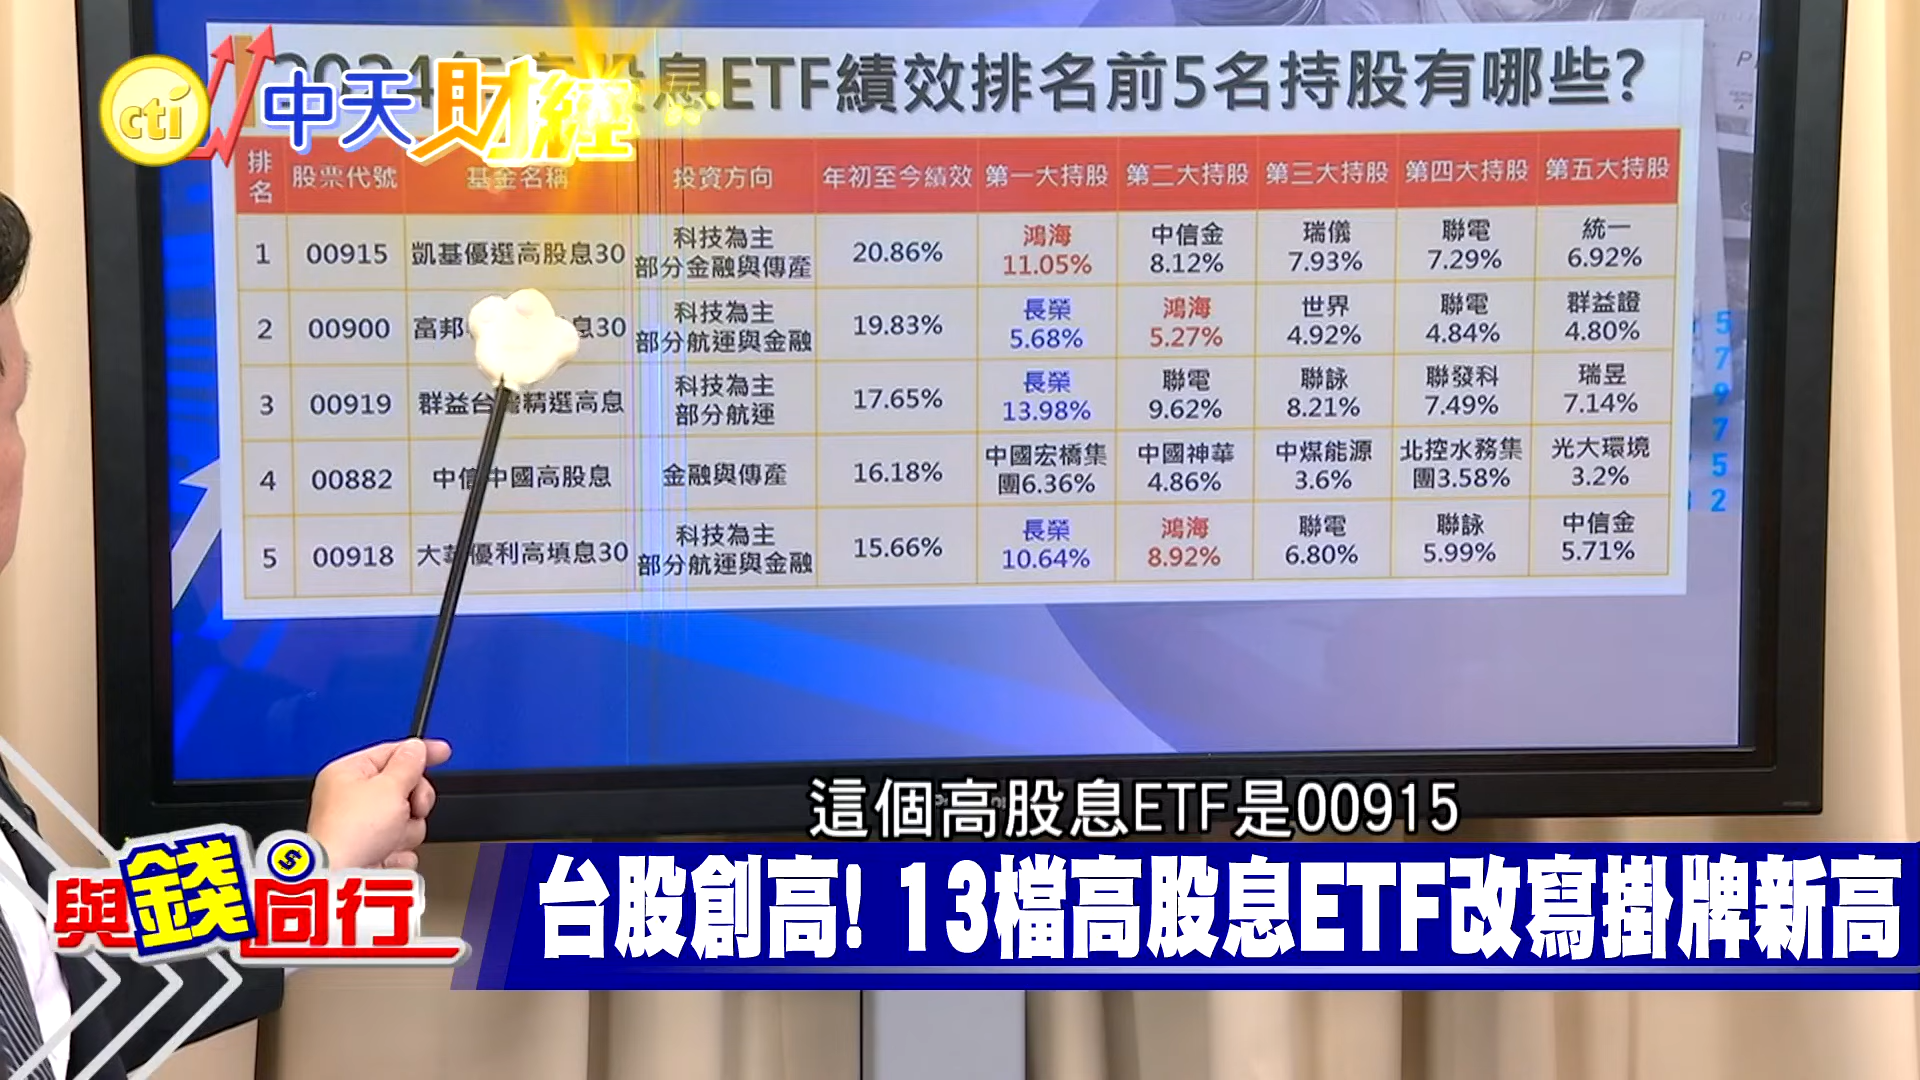 cti 中天財經
2024年高股息ETF績效排名前5名持股有哪些?
排名 股票代號 基金名稱 投資方向 年初至今績效 第一大持股 第二大持股 第三大持股 第四大持股 第五大持股
1 00915 凱基優選高股息30 科技為主 部分金融與傳產 20.86% 鴻海 11.05% 中信金 8.12% 瑞儀 7.93% 聯電 7.29% 統一 6.92%
2 00900 富邦 息30 科技為主 部分航運與金融 19.83% 長榮 5.68% 鴻海 5.27% 世界 4.92% 聯電 4.84% 群益證 4.80%
3 00919 群益台灣精選高息 科技為主 部分航運 17.65% 長榮 13.98% 聯電 9.62% 聯詠 8.21% 聯發科 7.49% 瑞昱 7.14%
4 00882 中信中國高股息 金融與傳產 16.18% 中國宏橋集團6.36% 中國神華 4.86% 中煤能源 3.6% 北控水務集團3.58% 光大環境 3.2%
5 00918 大華優利高填息30 科技為主 部分航運與金融 15.66% 長榮 10.64% 鴻海 8.92% 聯電 6.80% 聯詠 5.99% 中信金 5.71%
這個高股息ETF是00915
與錢同行
台股創高! 13檔高股息ETF改寫掛牌新高